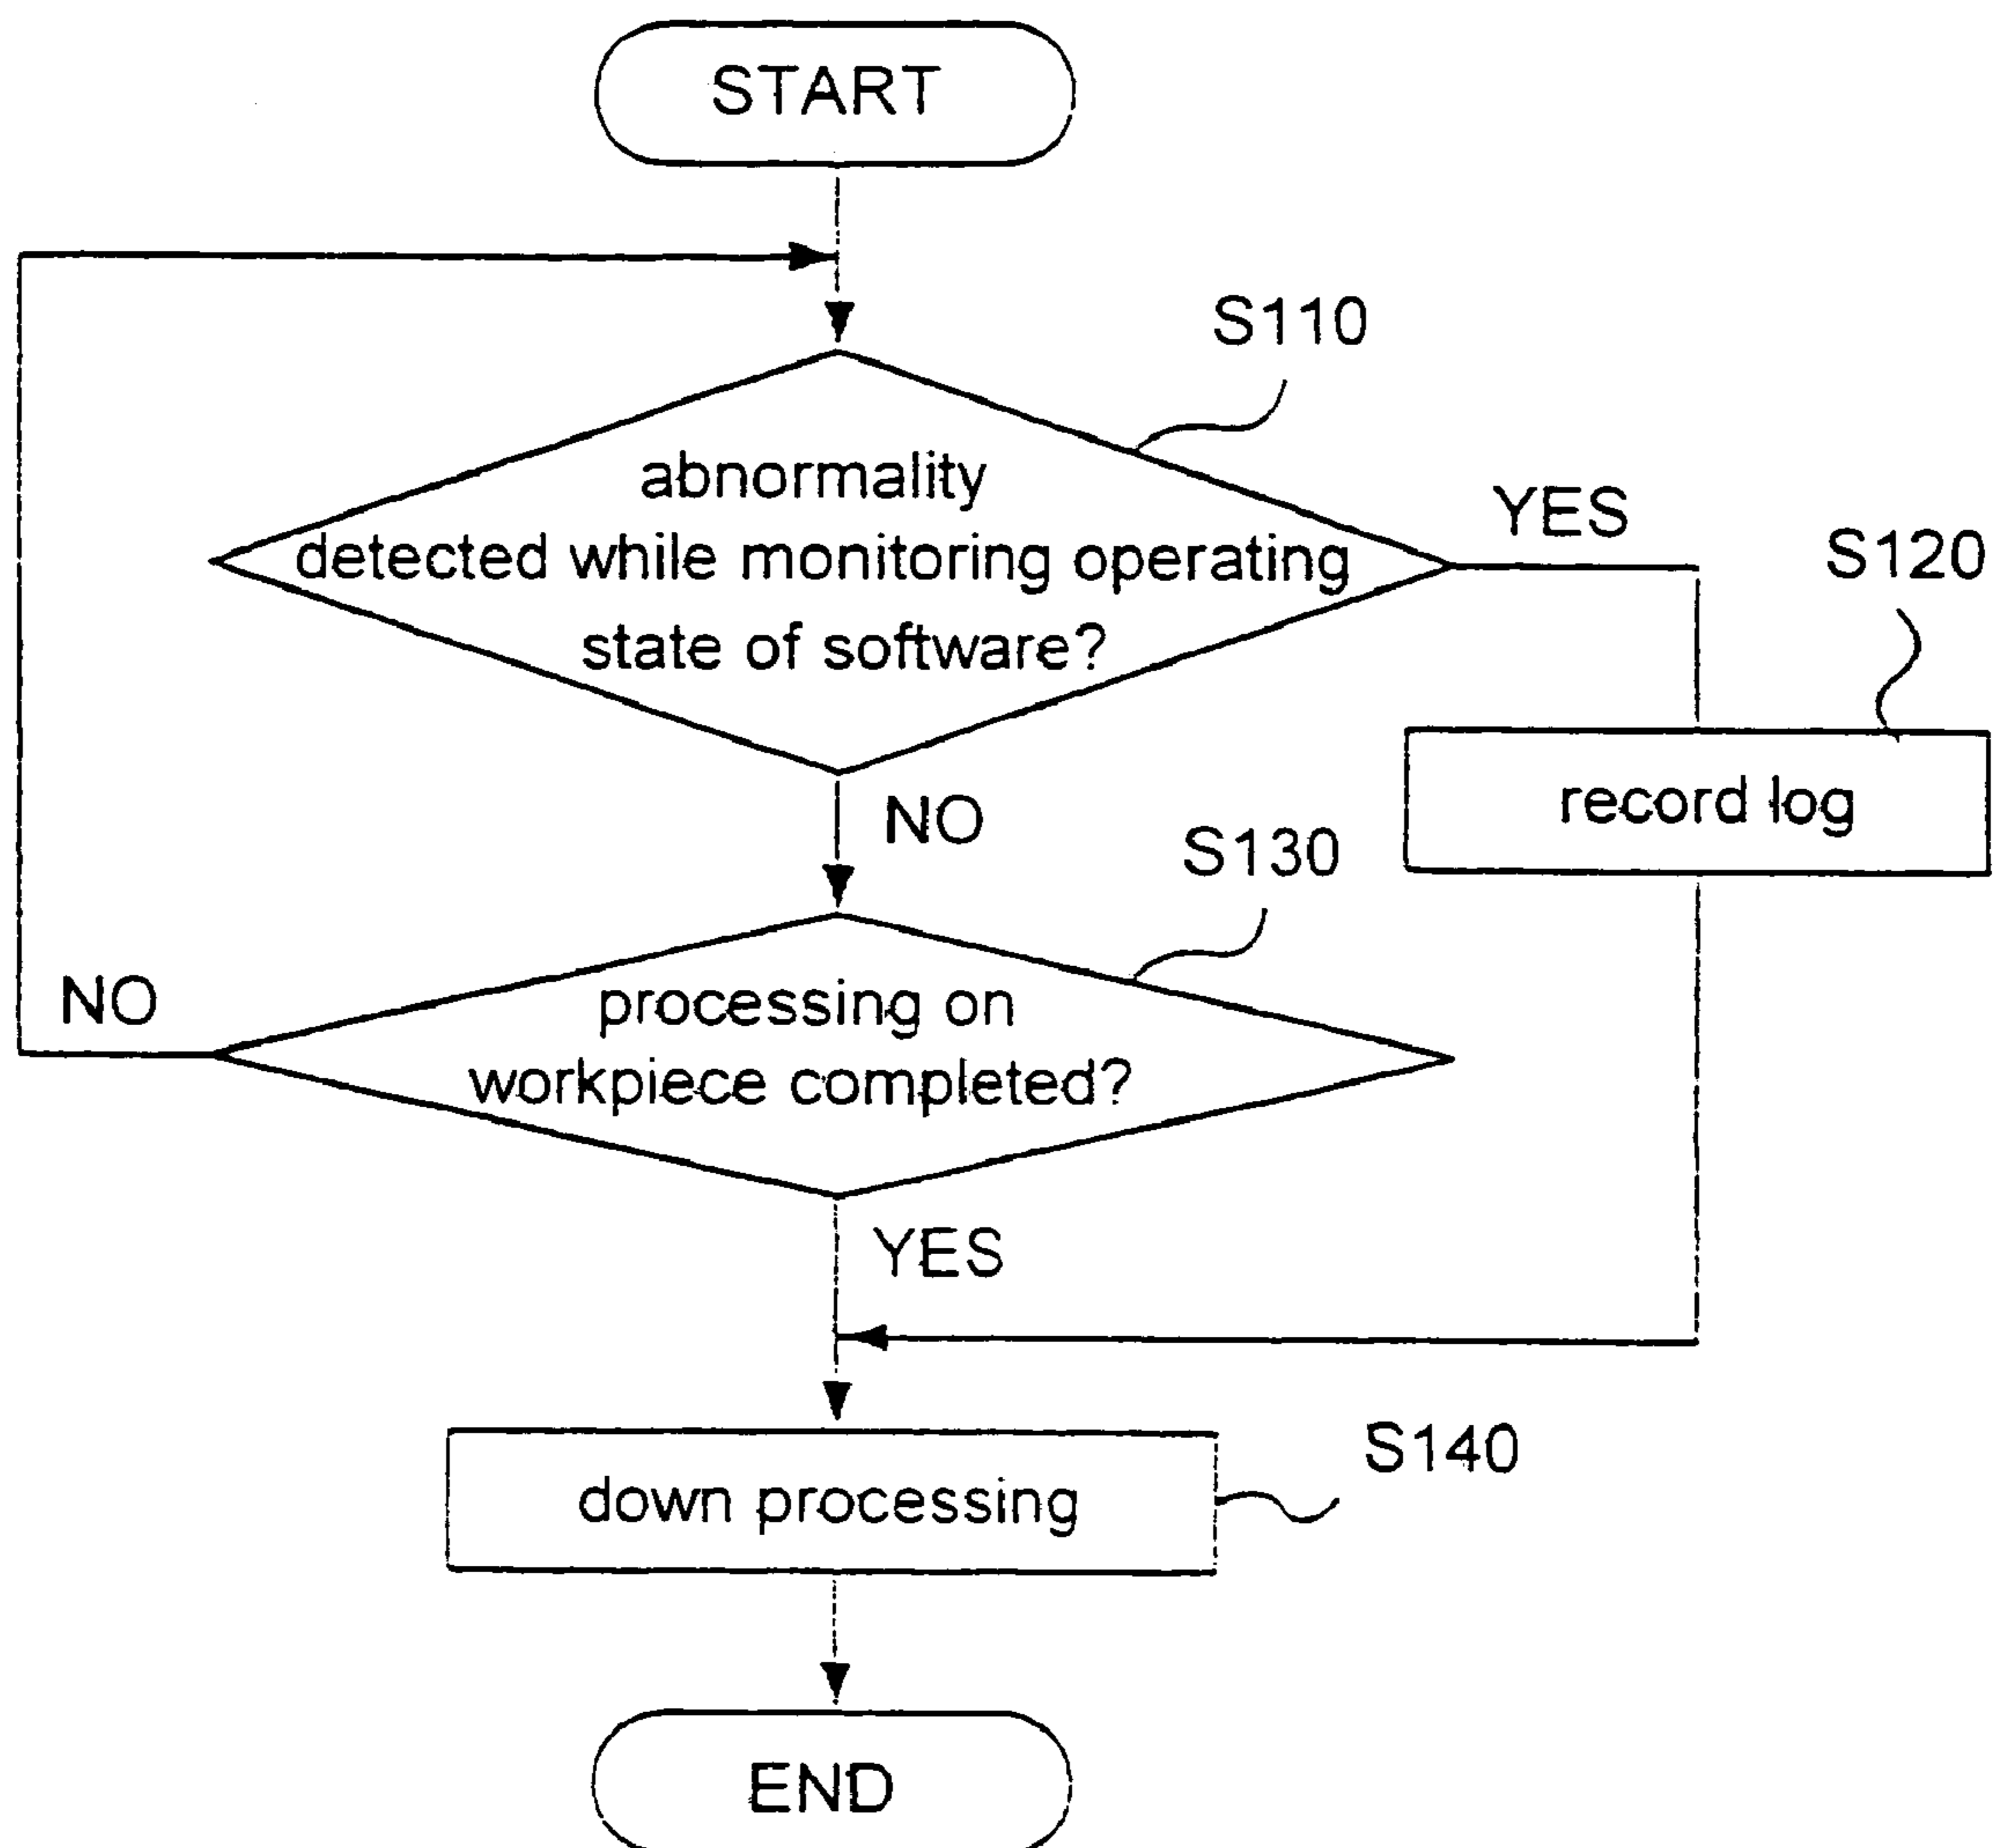 START
S110
abnormality
detected while monitoring operating
state of software?
YES
S120
record log
NO
S130
processing on
workpiece completed?
NO
YES
down processing
S140
END